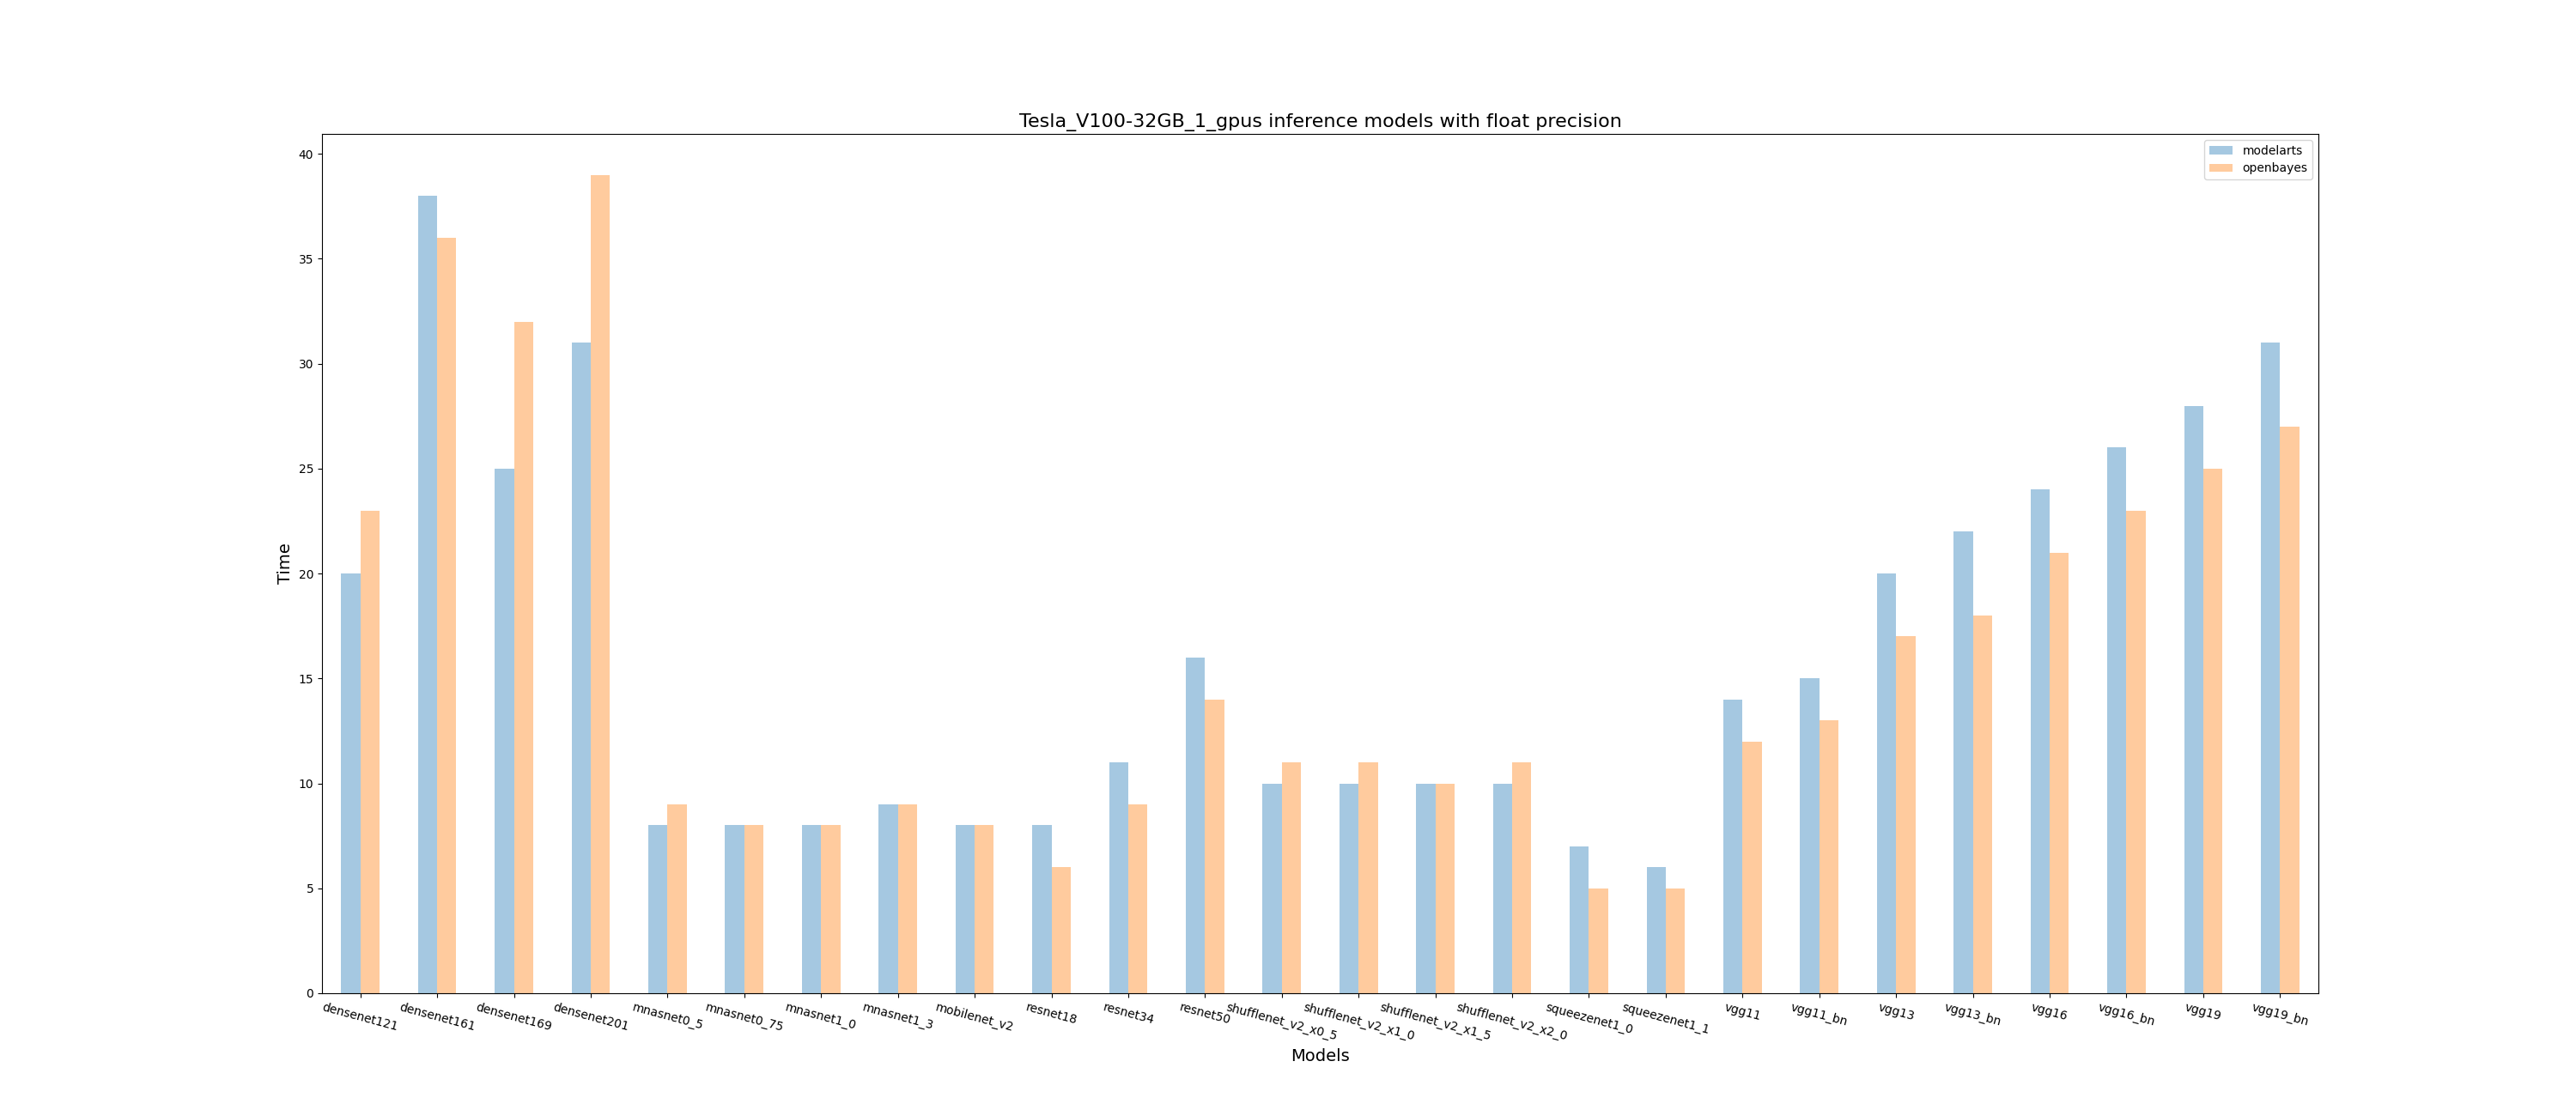 Tesla_V100-32GB_1_gpus inference models with float precision
modelarts
openbayes
40
35
30
25
20
15
10
5
0
Time
densenet121
densenet161
densenet169
densenet201
mnasnet0_5
mnasnet0_75
mnasnet1_0
mnasnet1_3
mobilenet_v2
resnet18
resnet34
resnet50
shufflenet_v2_x0_5
shufflenet_v2_x1_0
shufflenet_v2_x1_5
shufflenet_v2_x2_0
squeezenet1_0
squeezenet1_1
vgg11
vgg11_bn
vgg13
vgg13_bn
vgg16
vgg16_bn
vgg19
vgg19_bn
Models